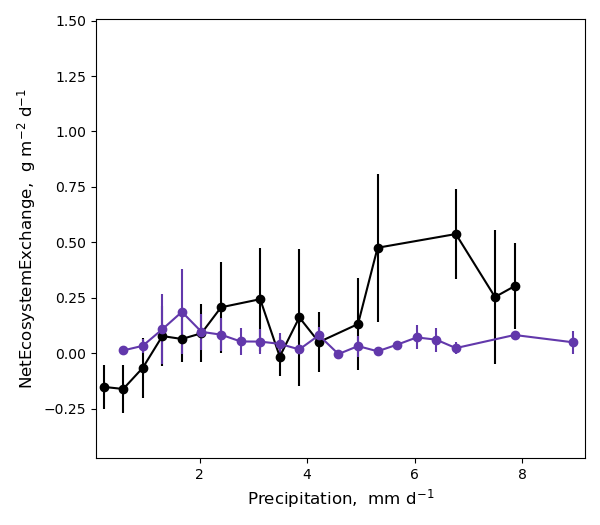 1.50
1.25
1.00
0.75
0.50
0.25
0.00
−0.25
NetEcosystemExchange, g m⁻² d⁻¹
2 4 6 8
Precipitation, mm d⁻¹